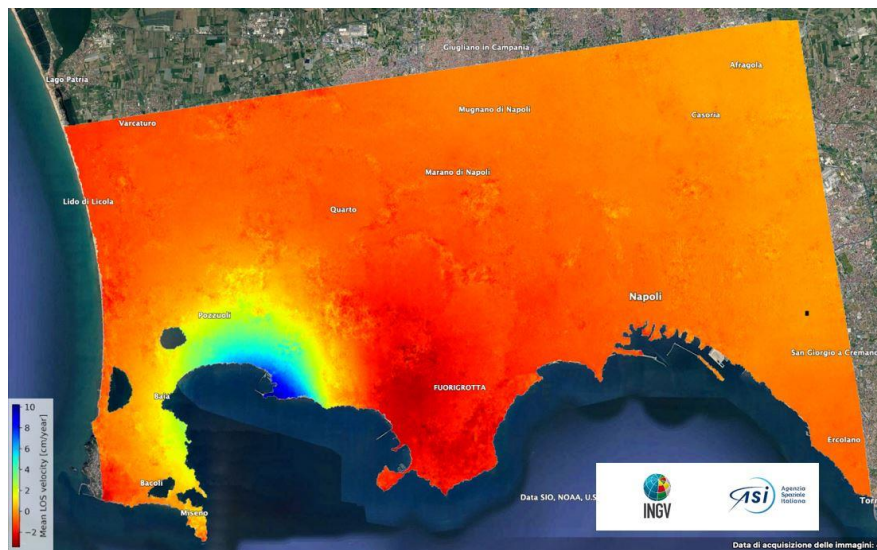 Giugliano in Campania
Afragola
Lago Patria
Mugnano di Napoli
Casoria
Varcaturo
Marano di Napoli
Lido di Licola
Quarto
Napoli
Pozzuoli
San Giorgio a Cremano
FUORIGROTTA
Baia
10
8
6
4
2
0
−2
Mean LOS velocity [cm/year]
Ercolano
Bacoli
Miseno
Data SIO, NOAA, U.S
INGV
asi
Agenzia
Spaziale
Italiana
Torr
Data di acquisizione delle immagini: